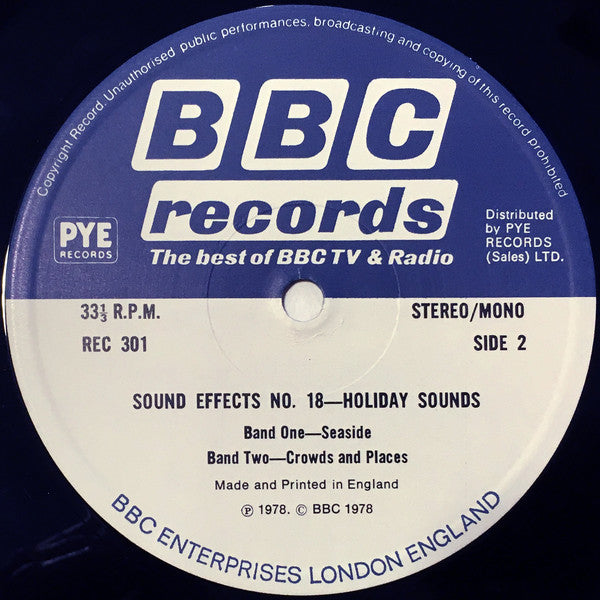 Copyright Record. Unauthorised public performances, broadcasting and copying of this record prohibited
BBC
records
The best of BBC TV & Radio
PYE
RECORDS
Distributed
by PYE
RECORDS
(Sales) LTD.
33⅓ R.P.M.
STEREO/MONO
REC 301
SIDE 2
SOUND EFFECTS NO. 18—HOLIDAY SOUNDS
Band One—Seaside
Band Two—Crowds and Places
Made and Printed in England
℗ 1978. © BBC 1978
BBC ENTERPRISES LONDON ENGLAND